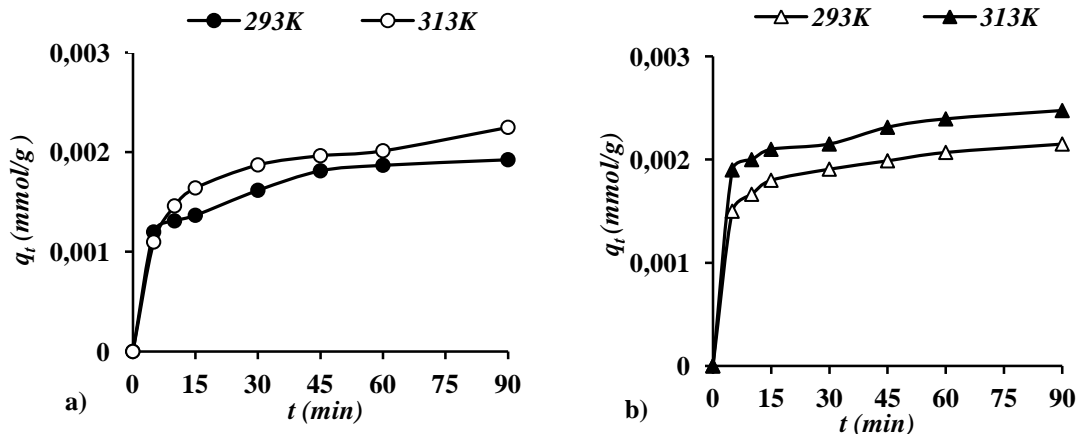 293K 313K
0,003
0,002
0,001
0
q_t (mmol/g)
0 15 30 45 60 75 90
t (min)
a)
293K 313K
0,003
0,002
0,001
0
q_t (mmol/g)
0 15 30 45 60 75 90
t (min)
b)